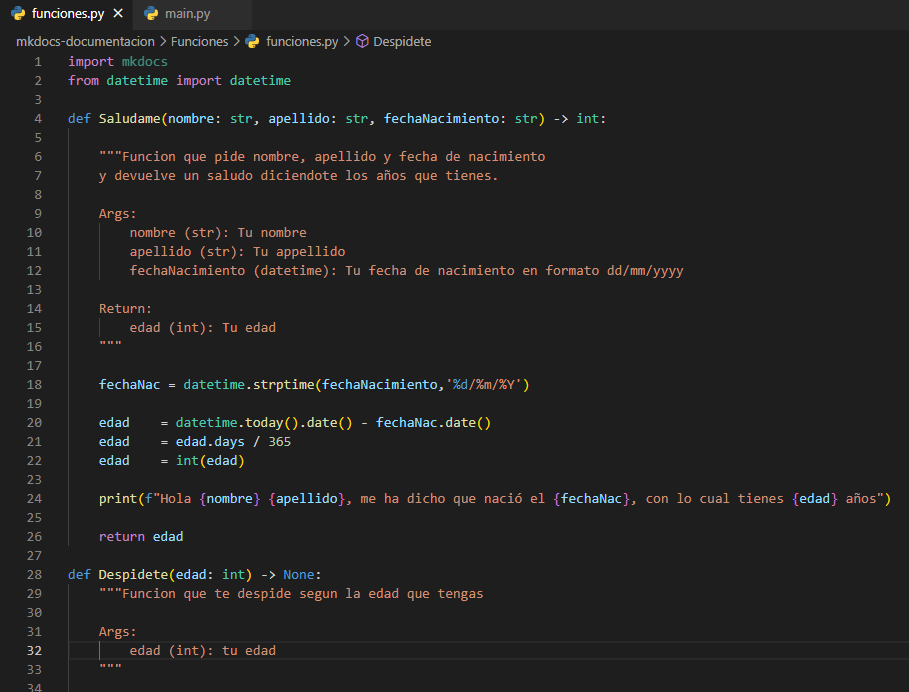 funciones.py × main.py
mkdocs-documentacion > Funciones > funciones.py > Despidete
1 import mkdocs
2 from datetime import datetime
3
4 def Saludame(nombre: str, apellido: str, fechaNacimiento: str) -> int:
5
6     """Funcion que pide nombre, apellido y fecha de nacimiento
7     y devuelve un saludo diciendote los años que tienes.
8
9     Args:
10         nombre (str): Tu nombre
11         apellido (str): Tu appellido
12         fechaNacimiento (datetime): Tu fecha de nacimiento en formato dd/mm/yyyy
13
14     Return:
15         edad (int): Tu edad
16     """
17
18     fechaNac = datetime.strptime(fechaNacimiento,'%d/%m/%Y')
19
20     edad    = datetime.today().date() - fechaNac.date()
21     edad    = edad.days / 365
22     edad    = int(edad)
23
24     print(f"Hola {nombre} {apellido}, me ha dicho que nació el {fechaNac}, con lo cual tienes {edad} años")
25
26     return edad
27
28 def Despidete(edad: int) -> None:
29     """Funcion que te despide segun la edad que tengas
30
31     Args:
32         edad (int): tu edad
33     """
34